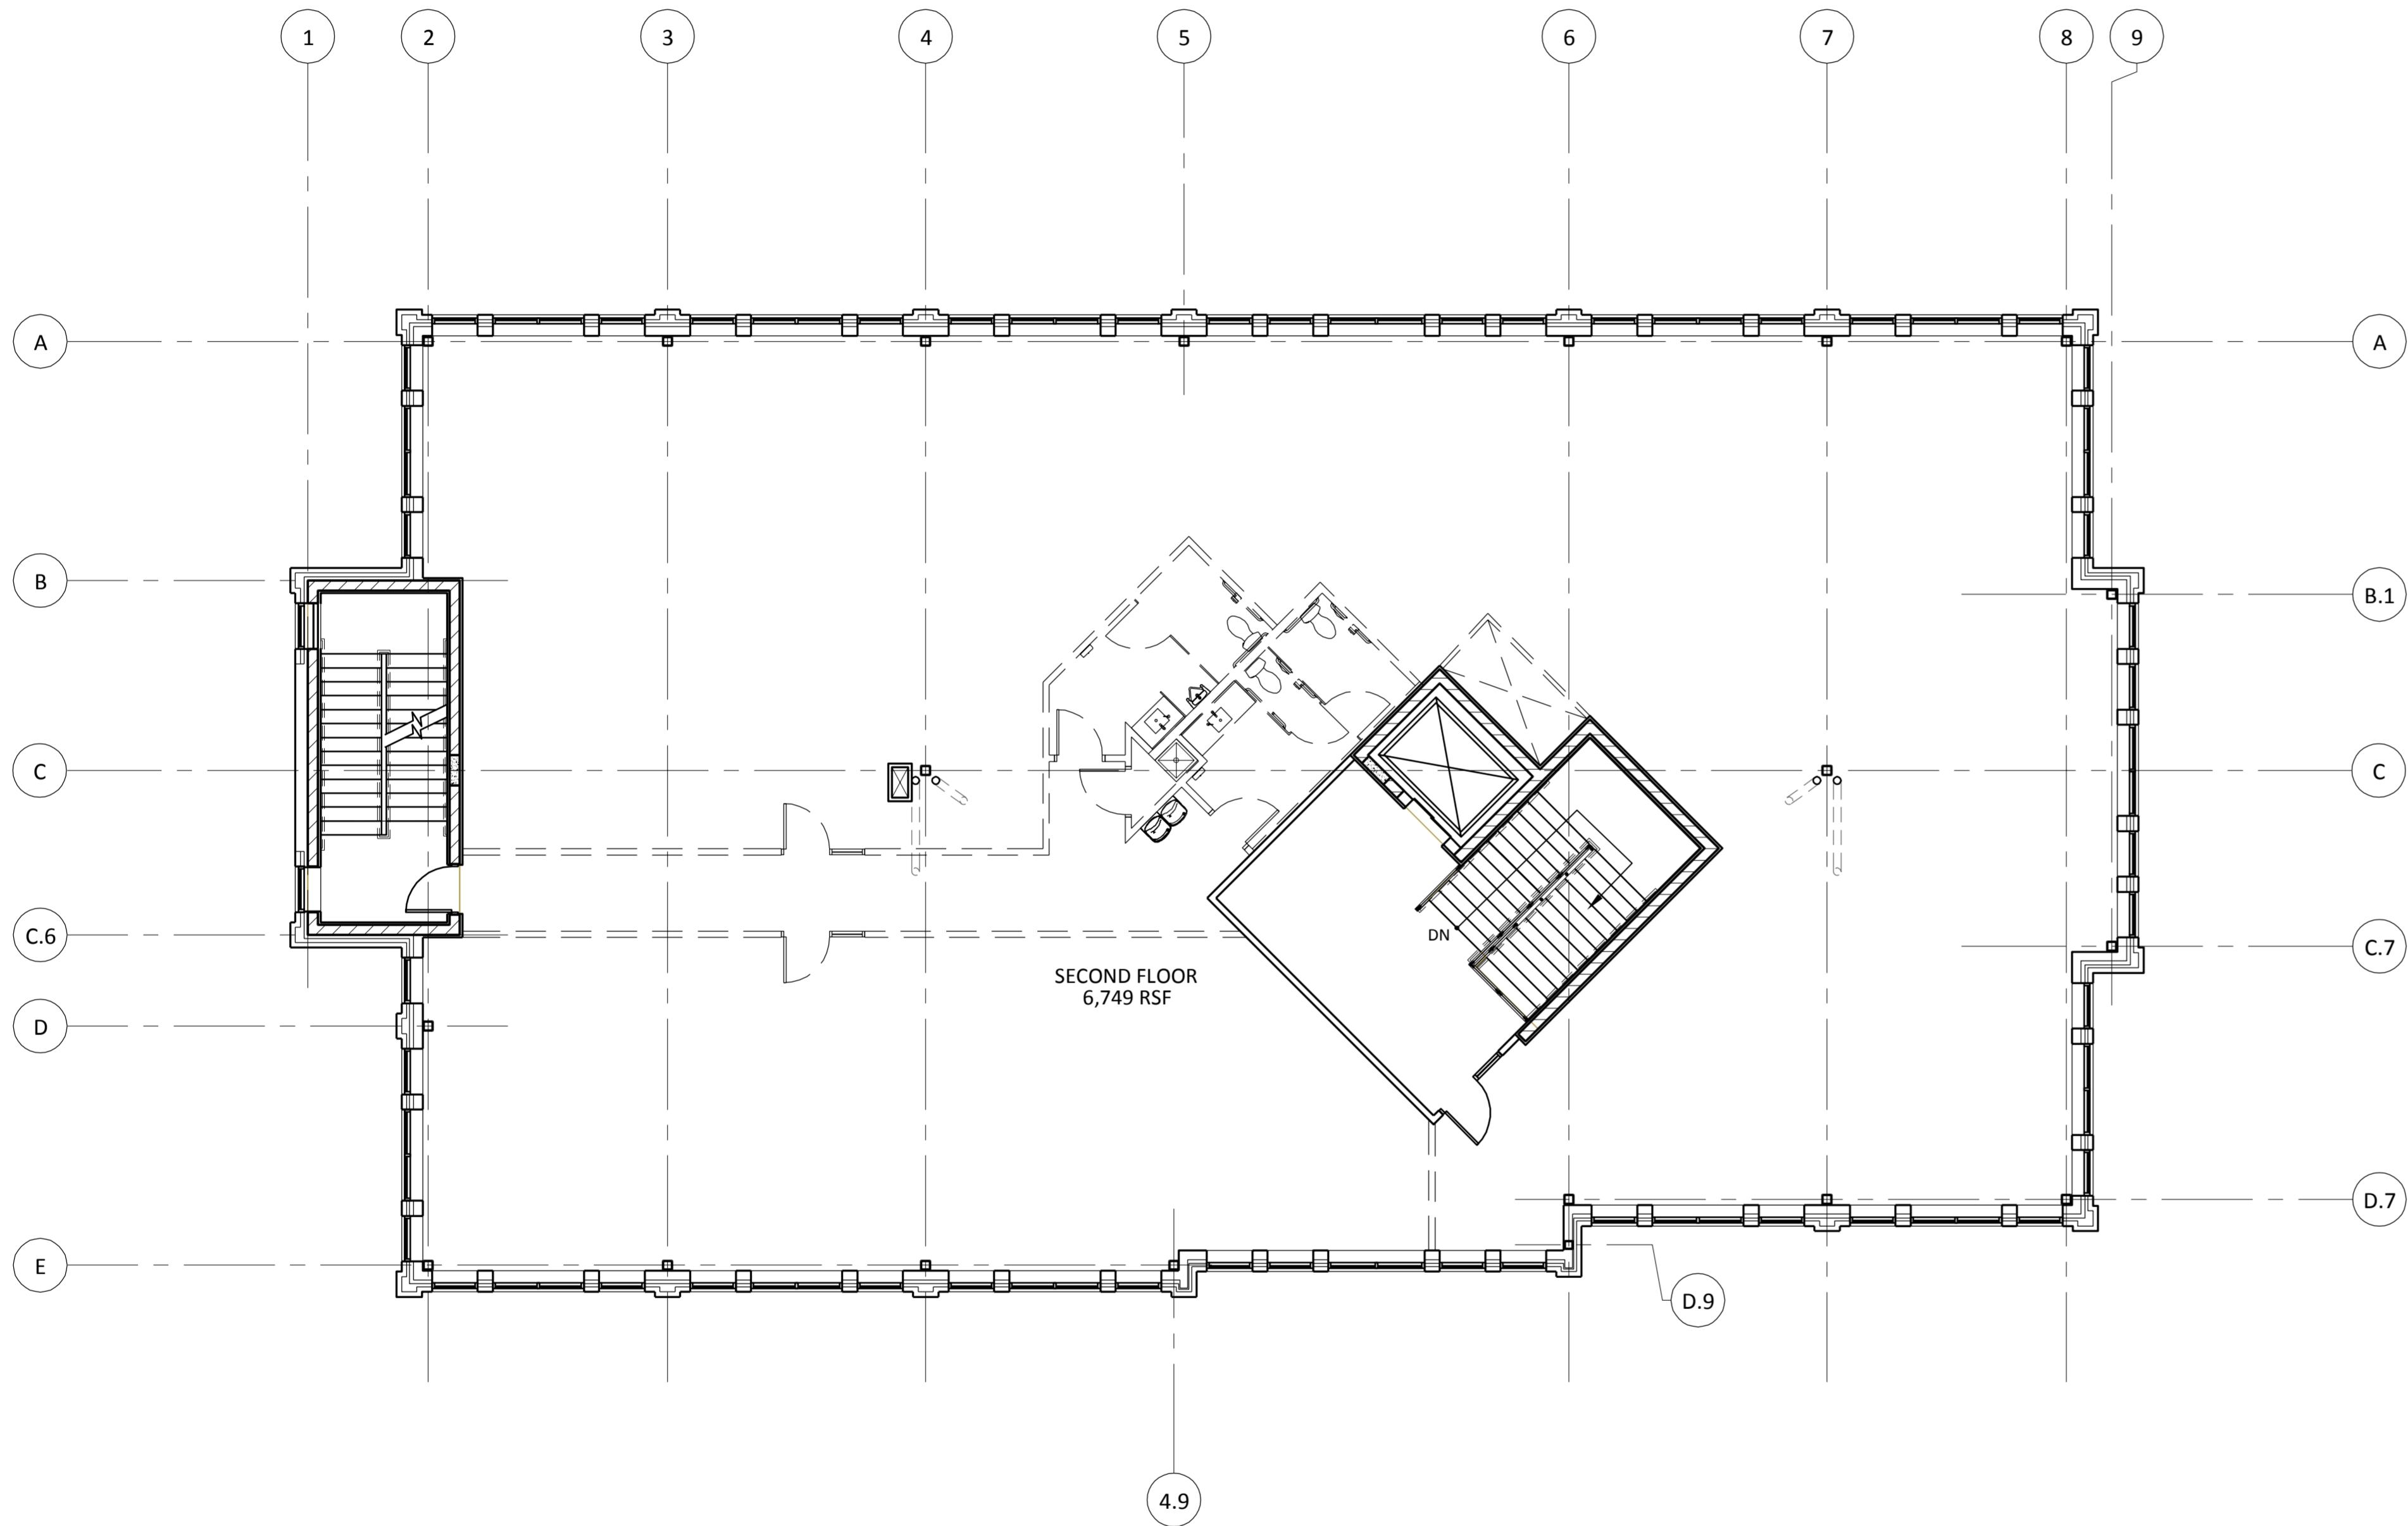 1 2 3 4 5 6 7 8 9
A A
B B.1
C C
DN
C.6 C.7
SECOND FLOOR
6,749 RSF
D
D.7
E
D.9
4.9